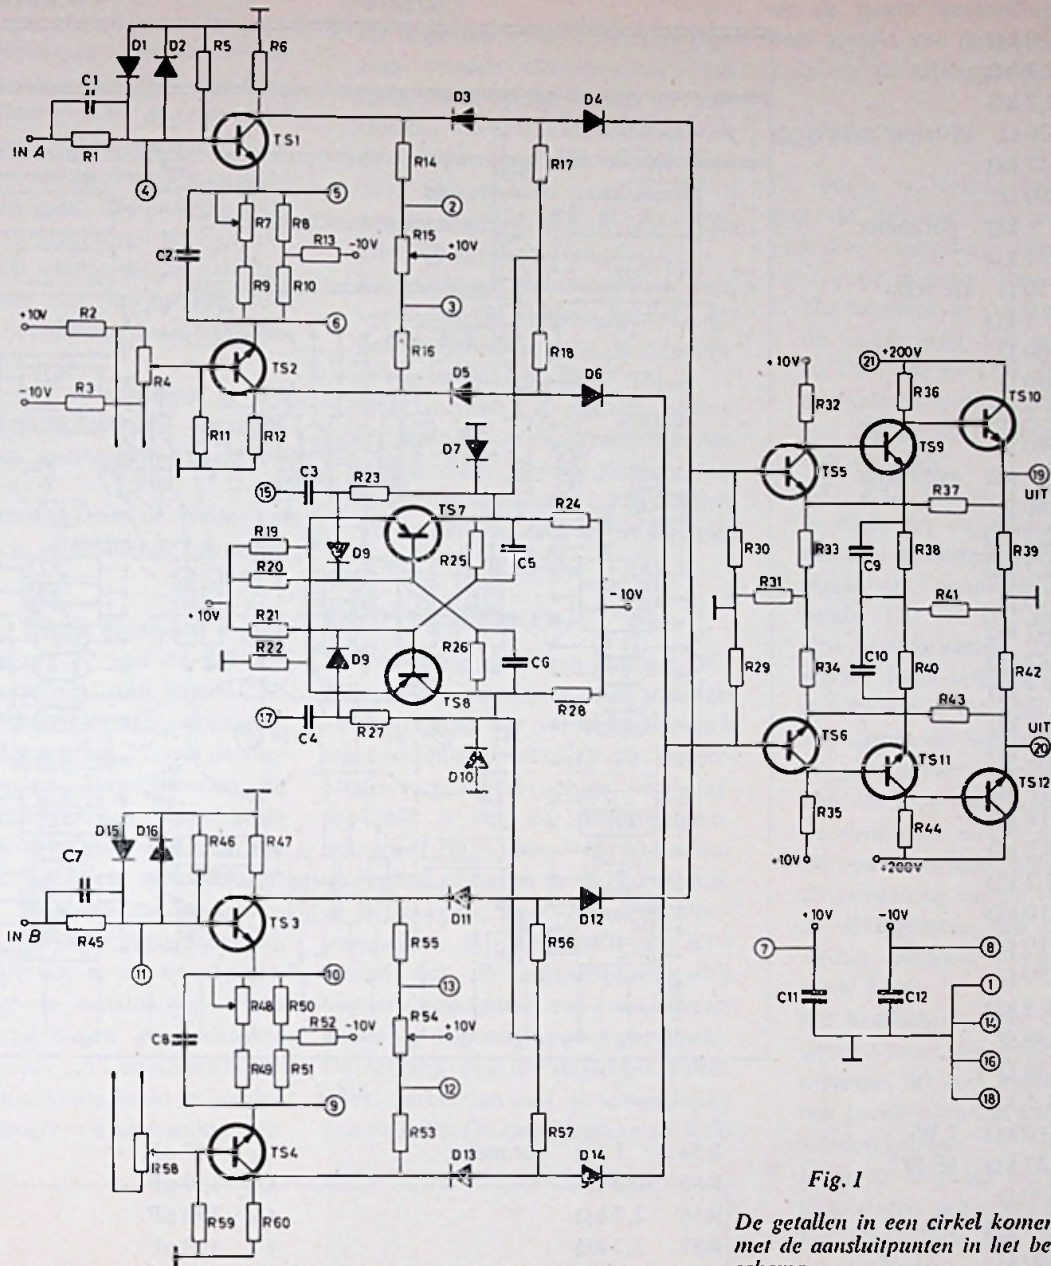 D1 D2 R5 R6
C1
IN A R1 TS1 D3 D4
4
R14 R17
5
2
R7 R8
R13 -10V R15 +10V
C2
R9 R10 3
6
+10V R2
R16 R18
R4 TS2 D5 D6
-10V R3
R11 R12
D7
15 C3 R23
TS7 R24
R19
D9 R25 C5
R20
+10V -10V
R21
R22 D9 R26 C6
17 C4 R27 TS8 R28
D10
+10V 21 +200V
R32 R36 TS10
TS5 TS9
19
R37 UIT
R30 R33 C9 R38 R39
R31
R41
R29 R34 C10 R40 R42
R43
TS6 UIT
20
TS11 TS12
R35 R44
+10V +200V
D15 D16 R46 R47
C7
IN B R45 TS3 D11 D12
11
R55 R56
10
13
R48 R50
R52 -10V R54 +10V
C8
R49 R51 12
9
R53 R57
R58 TS4 D13 D14
R59 R60
+10V -10V
7 8
C11 C12 1
14
16
18
Fig. 1
De getallen in een cirkel komen
met de aansluitpunten in het be